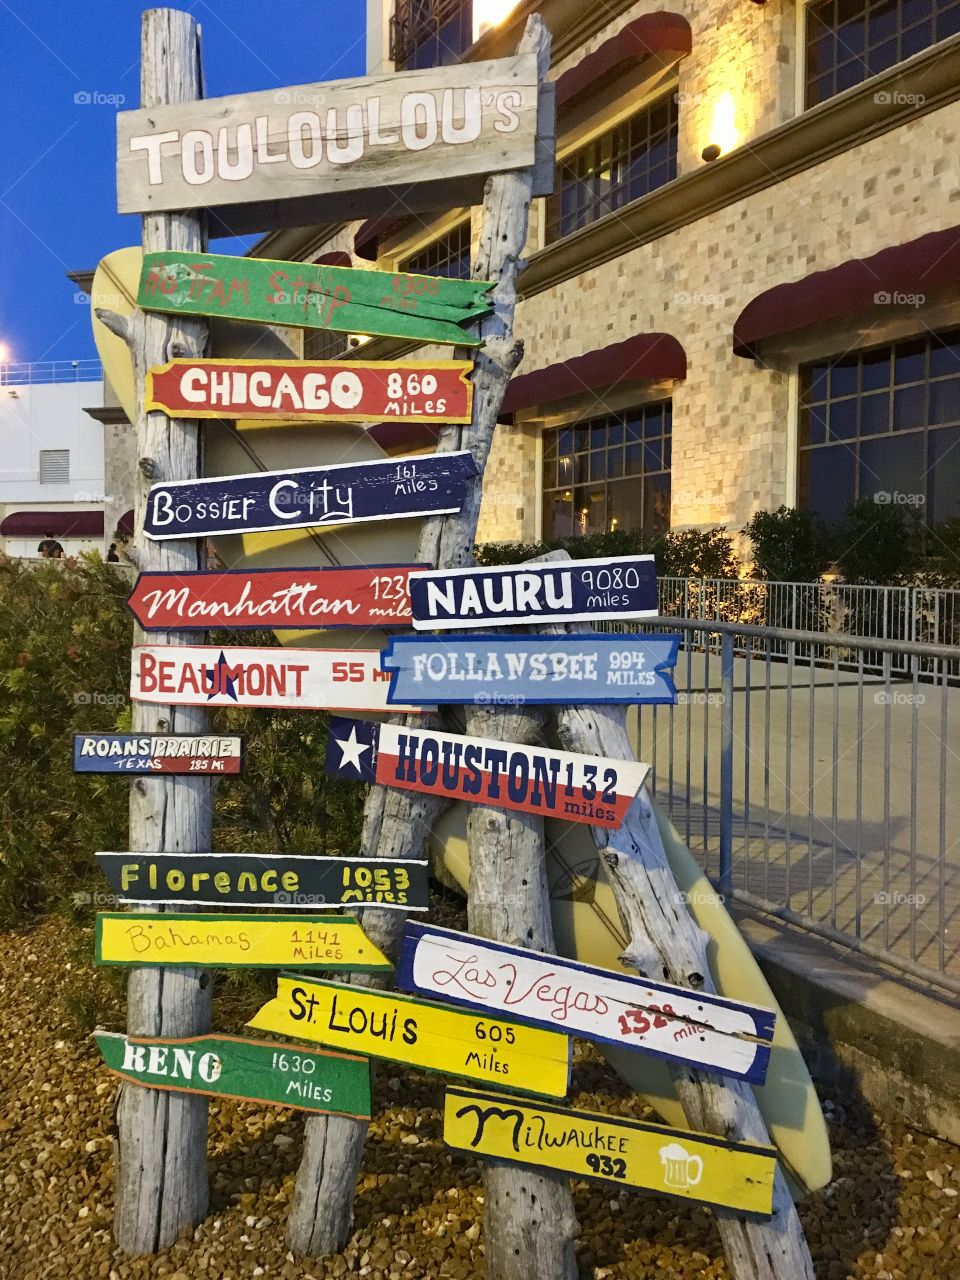 TOULOULOU'S
CHICAGO 860
MiLES
BossiER City 161
MilEs
Manhattan
NAURU 9080
miles
BEAUMONT 55
FOLLANSBEE 994
MILES
ROANS PRAIRIE
TEXAS 185 Mi
HOUSTON 132
miles
Florence 1053
MiLEs
Bahamas 1141
MiLes
Las Vegas
St. Louis 605
MilEs
RENO 1630
MilEs
MilwAUKEE
932
foap